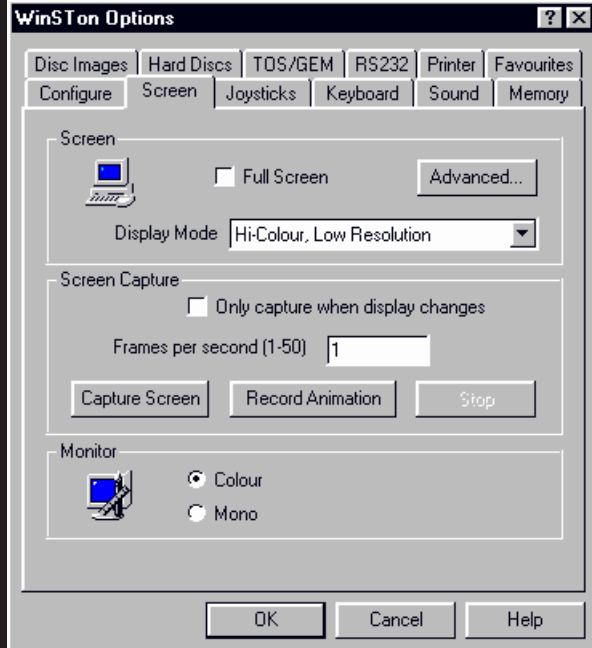 WinSTon Options
Disc Images Hard Discs TOS/GEM RS232 Printer Favourites
Configure Screen Joysticks Keyboard Sound Memory
Screen
Full Screen Advanced...
Display Mode Hi-Colour, Low Resolution
Screen Capture
Only capture when display changes
Frames per second (1-50) 1
Capture Screen Record Animation Stop
Monitor
Colour
Mono
OK Cancel Help